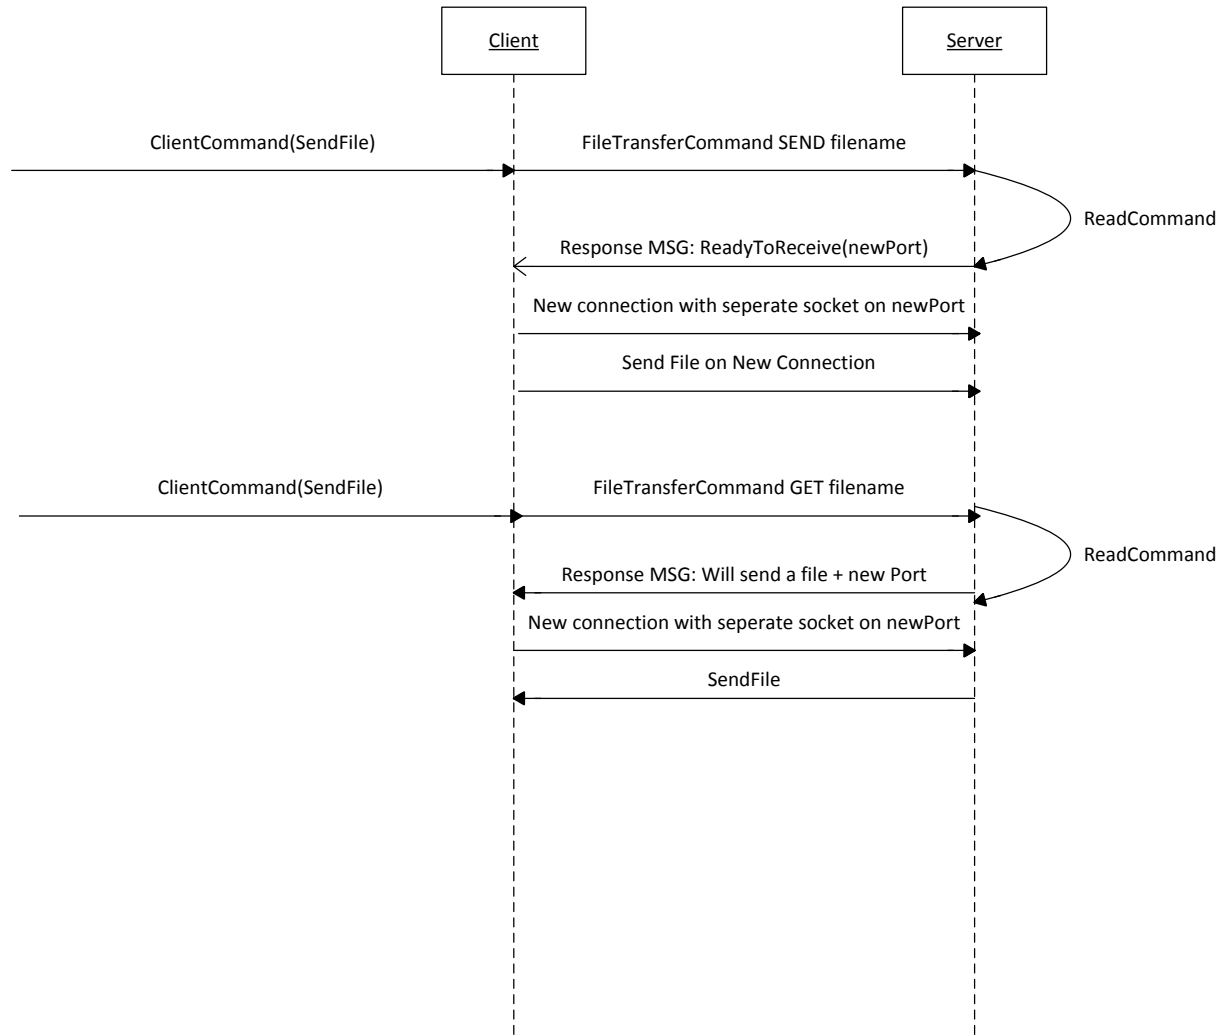 Client
Server
ClientCommand(SendFile)
FileTransferCommand SEND filename
ReadCommand
Response MSG: ReadyToReceive(newPort)
New connection with seperate socket on newPort
Send File on New Connection
ClientCommand(SendFile)
FileTransferCommand GET filename
ReadCommand
Response MSG: Will send a file + new Port
New connection with seperate socket on newPort
SendFile